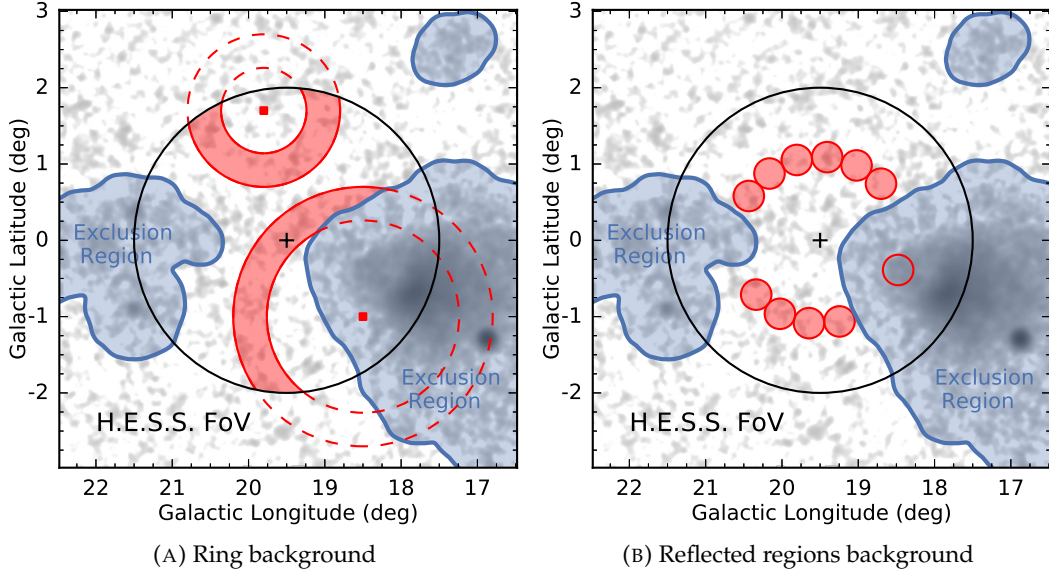 3
2
1
0
-1
-2
Galactic Latitude (deg)
Exclusion
Region
Exclusion
Region
H.E.S.S. FoV
22 21 20 19 18 17
Galactic Longitude (deg)
(A) Ring background
3
2
1
0
-1
-2
Galactic Latitude (deg)
Exclusion
Region
Exclusion
Region
H.E.S.S. FoV
22 21 20 19 18 17
Galactic Longitude (deg)
(B) Reflected regions background